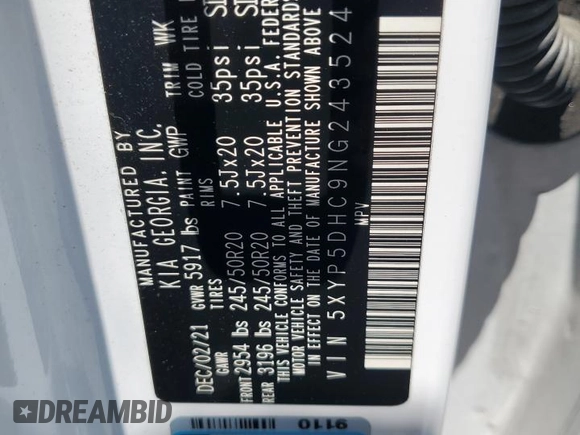 MANUFACTURED BY
KIA GEORGIA, INC.
DEC/02/21 GVWR 5917 lbs PAINT GWP TRIM WK
GAWR TIRES RIMS COLD TIRE
FRONT 2954 lbs 245/50R20 7.5Jx20 35psi
REAR 3196 lbs 245/50R20 7.5Jx20 35psi
THIS VEHICLE CONFORMS TO ALL APPLICABLE U.S.A. FEDER
MOTOR VEHICLE SAFETY AND THEFT PREVENTION STANDARDS
IN EFFECT ON THE DATE OF MANUFACTURE SHOWN ABOVE
VIN 5XYP5DHC9NG243524
MPV
9110
AUTOBIDMASTER